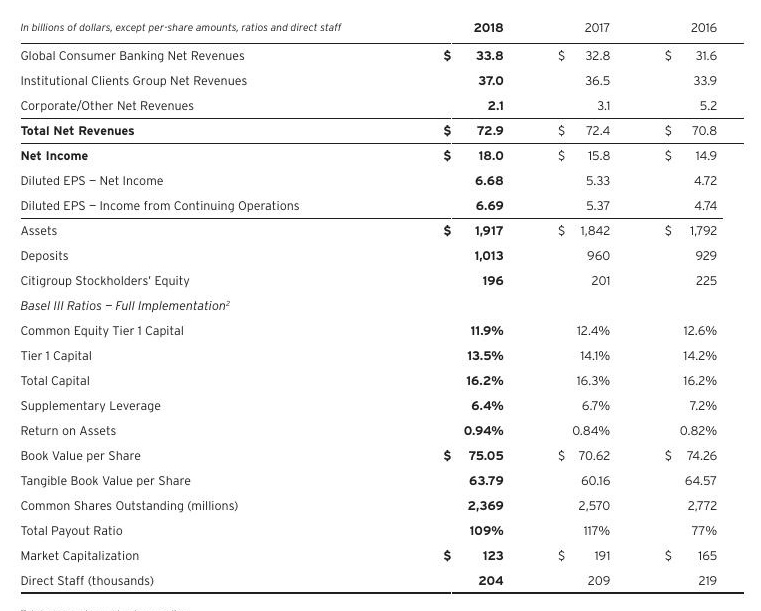 In billions of dollars, except per-share amounts, ratios and direct staff 2018 2017 2016
Global Consumer Banking Net Revenues $ 33.8 $ 32.8 $ 31.6
Institutional Clients Group Net Revenues 37.0 36.5 33.9
Corporate/Other Net Revenues 2.1 3.1 5.2
Total Net Revenues $ 72.9 $ 72.4 $ 70.8
Net Income $ 18.0 $ 15.8 $ 14.9
Diluted EPS – Net Income 6.68 5.33 4.72
Diluted EPS – Income from Continuing Operations 6.69 5.37 4.74
Assets $ 1,917 $ 1,842 $ 1,792
Deposits 1,013 960 929
Citigroup Stockholders' Equity 196 201 225
Basel III Ratios – Full Implementation²
Common Equity Tier 1 Capital 11.9% 12.4% 12.6%
Tier 1 Capital 13.5% 14.1% 14.2%
Total Capital 16.2% 16.3% 16.2%
Supplementary Leverage 6.4% 6.7% 7.2%
Return on Assets 0.94% 0.84% 0.82%
Book Value per Share $ 75.05 $ 70.62 $ 74.26
Tangible Book Value per Share 63.79 60.16 64.57
Common Shares Outstanding (millions) 2,369 2,570 2,772
Total Payout Ratio 109% 117% 77%
Market Capitalization $ 123 $ 191 $ 165
Direct Staff (thousands) 204 209 219